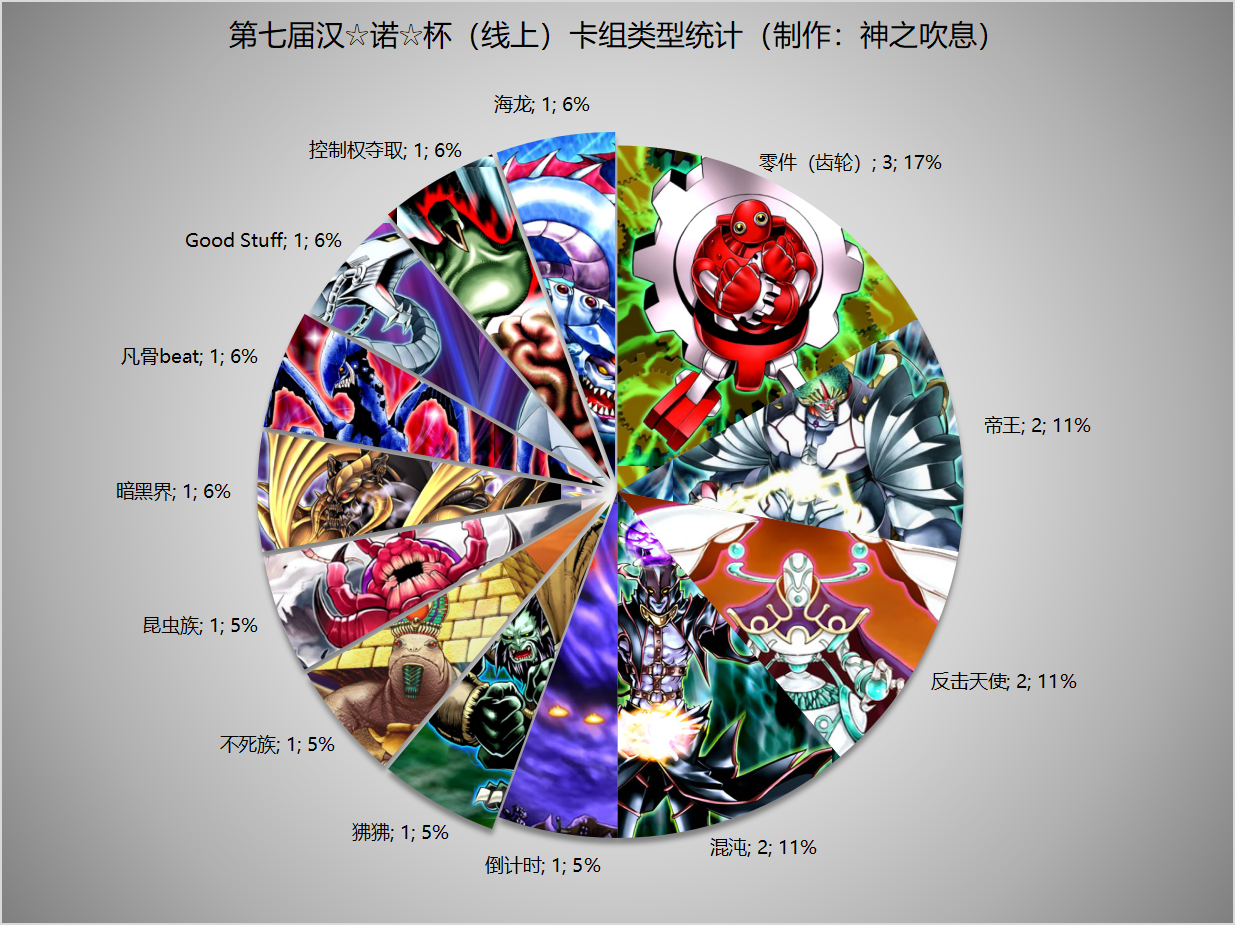 第七届汉☆诺☆杯（线上）卡组类型统计（制作：神之吹息）
海龙; 1; 6%
控制权夺取; 1; 6%
零件（齿轮）; 3; 17%
Good Stuff; 1; 6%
凡骨beat; 1; 6%
帝王; 2; 11%
暗黑界; 1; 6%
昆虫族; 1; 5%
反击天使; 2; 11%
不死族; 1; 5%
狒狒; 1; 5%
混沌; 2; 11%
倒计时; 1; 5%